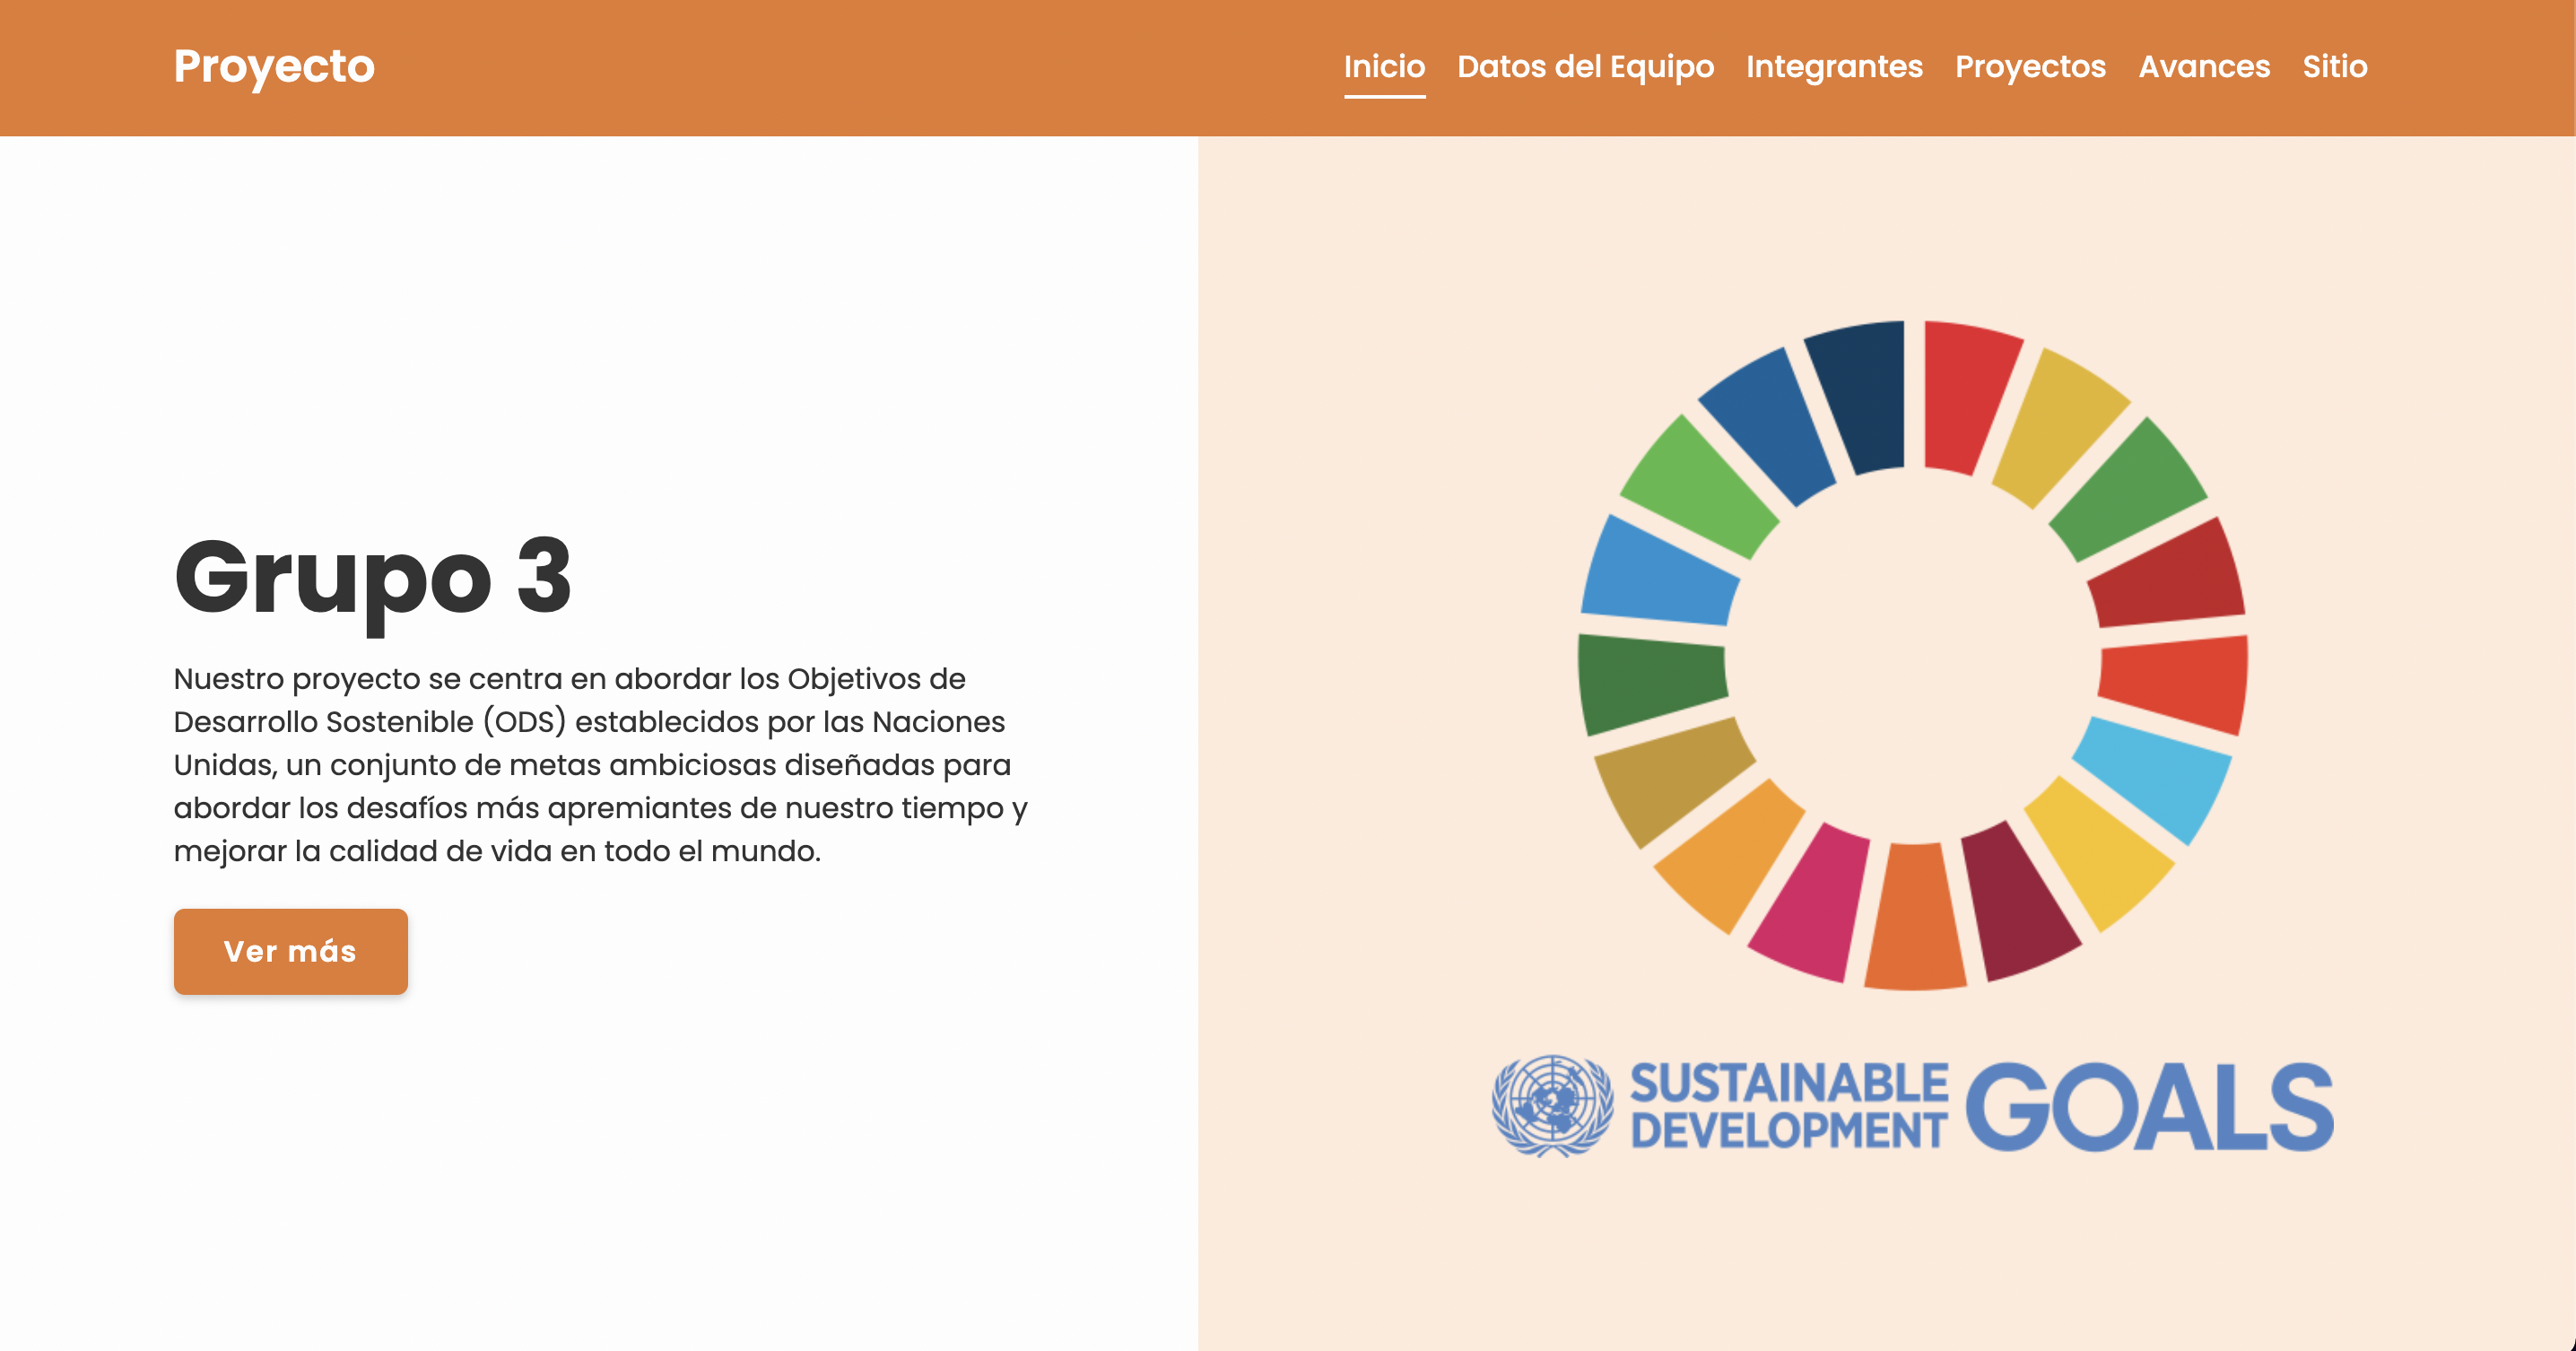 Proyecto
Inicio Datos del Equipo Integrantes Proyectos Avances Sitio
Grupo 3
Nuestro proyecto se centra en abordar los Objetivos de
Desarrollo Sostenible (ODS) establecidos por las Naciones
Unidas, un conjunto de metas ambiciosas diseñadas para
abordar los desafíos más apremiantes de nuestro tiempo y
mejorar la calidad de vida en todo el mundo.
Ver más
SUSTAINABLE
DEVELOPMENT
GOALS